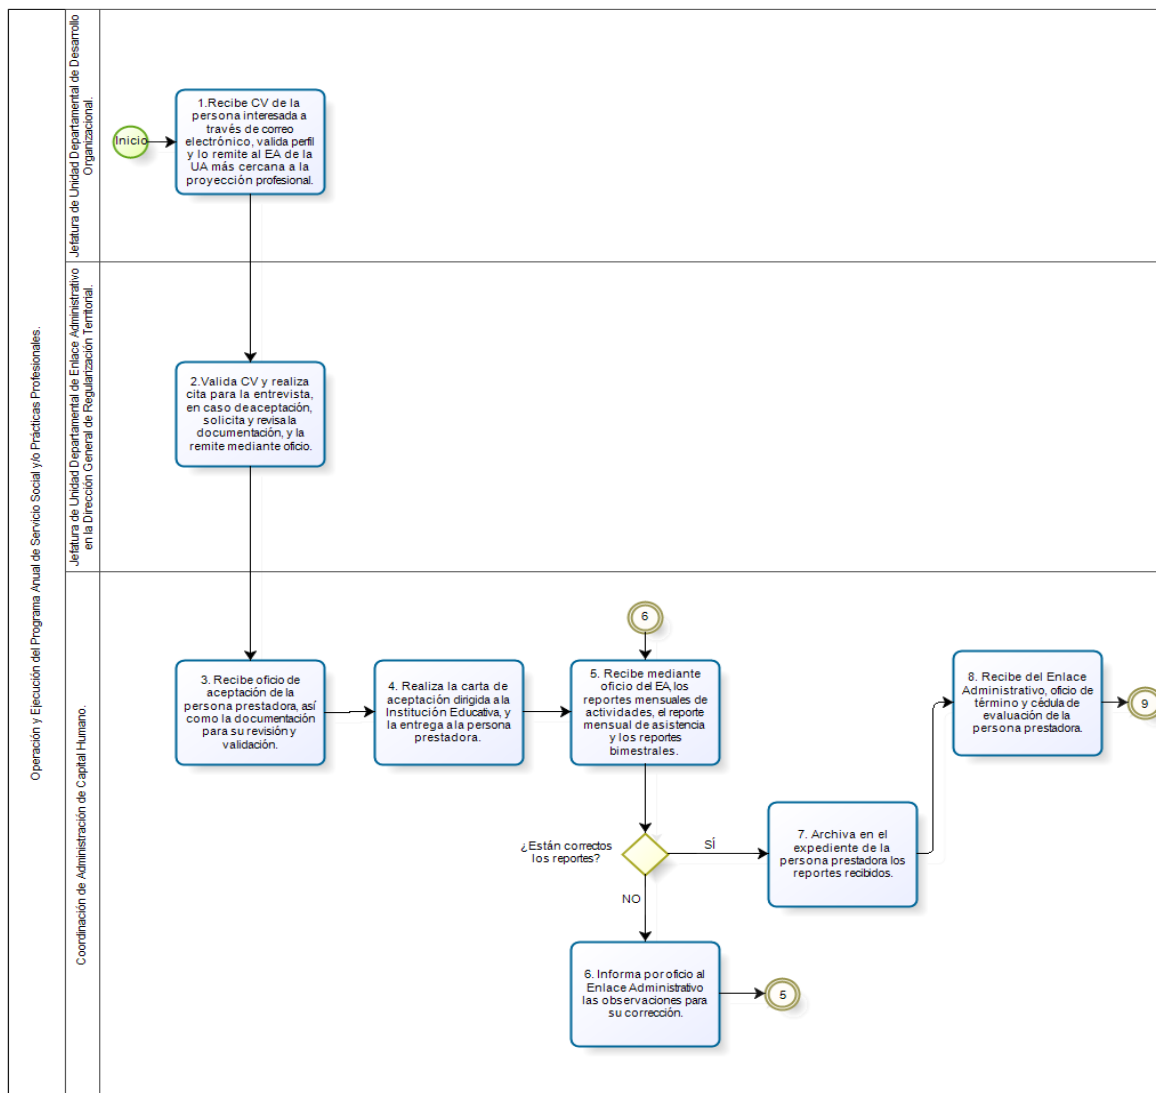 Operación y Ejecución del Programa Anual de Servicio Social y/o Prácticas Profesionales.
Jefatura de Unidad Departamental de Desarrollo
Organizacional.
Inicio
1.Recibe CV de la
persona interesada a
través de correo
electrónico, valida perfil
y lo remite al EA de la
UA más cercana a la
proyección profesional.
Jefatura de Unidad Departamental de Enlace Administrativo
en la Dirección General de Regularización Territorial.
2.Valida CV y realiza
cita para la entrevista,
en caso de aceptación,
solicita y revisa la
documentación, y la
remite mediante oficio.
Coordinación de Administración de Capital Humano.
3. Recibe oficio de
aceptación de la
persona prestadora, así
como la documentación
para su revisión y
validación.
4. Realiza la carta de
aceptación dirigida a la
Institución Educativa, y
la entrega a la persona
prestadora.
6
5. Recibe mediante
oficio del EA, los
reportes mensuales de
actividades, el reporte
mensual de asistencia
y los reportes
bimestrales.
¿Están correctos
los reportes?
SÍ
NO
6. Informa por oficio al
Enlace Administrativo
las observaciones para
su corrección.
5
7. Archiva en el
expediente de la
persona prestadora los
reportes recibidos.
8. Recibe del Enlace
Administrativo, oficio de
término y cédula de
evaluación de la
persona prestadora.
9